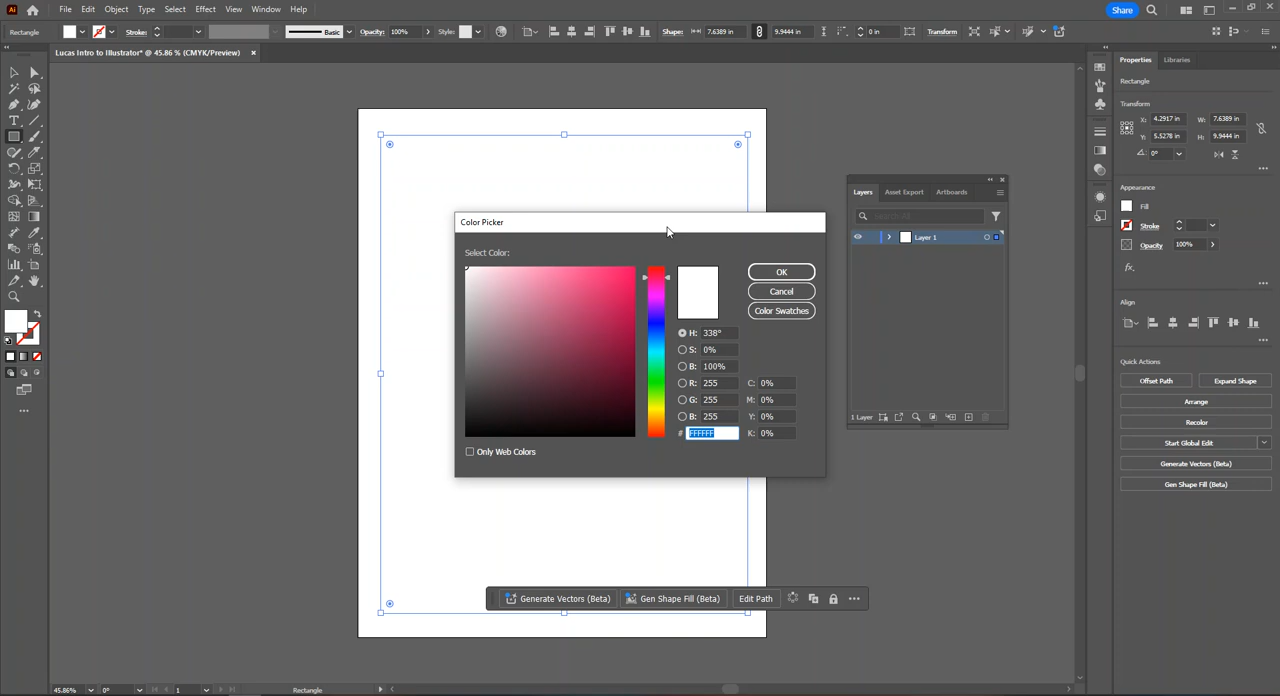 Ai File Edit Object Type Select Effect View Window Help Share
Rectangle Stroke: Basic Opacity: 100% Style: Shape: 7.6389 in 9.9444 in 0 in Transform
Lucas Intro to Illustrator* @ 45.86 % (CMYK/Preview)
Properties Libraries
Rectangle
Transform
X: 4.2917 in W: 7.6389 in
Y: 5.5278 in H: 9.9444 in
0°
Appearance
Fill
Stroke
Opacity 100%
fx.
Align
Quick Actions
Offset Path Expand Shape
Arrange
Recolor
Start Global Edit
Generate Vectors (Beta)
Gen Shape Fill (Beta)
Layers Asset Export Artboards
Search All
Layer 1
1 Layer
Color Picker
Select Color:
OK
Cancel
Color Swatches
H: 338°
S: 0%
B: 100%
R: 255 C: 0%
G: 255 M: 0%
B: 255 Y: 0%
# FFFFFF K: 0%
Only Web Colors
Generate Vectors (Beta) Gen Shape Fill (Beta) Edit Path
45.86% 0° 1 Rectangle